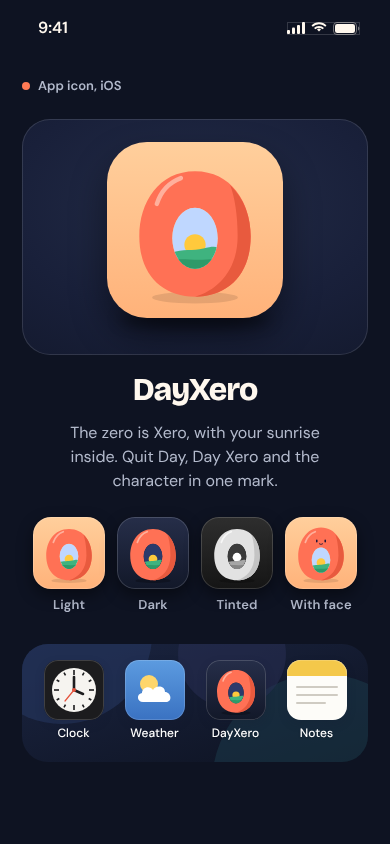 9:41
App icon, iOS
DayXero
The zero is Xero, with your sunrise
inside. Quit Day, Day Xero and the
character in one mark.
Light
Dark
Tinted
With face
Clock
Weather
DayXero
Notes